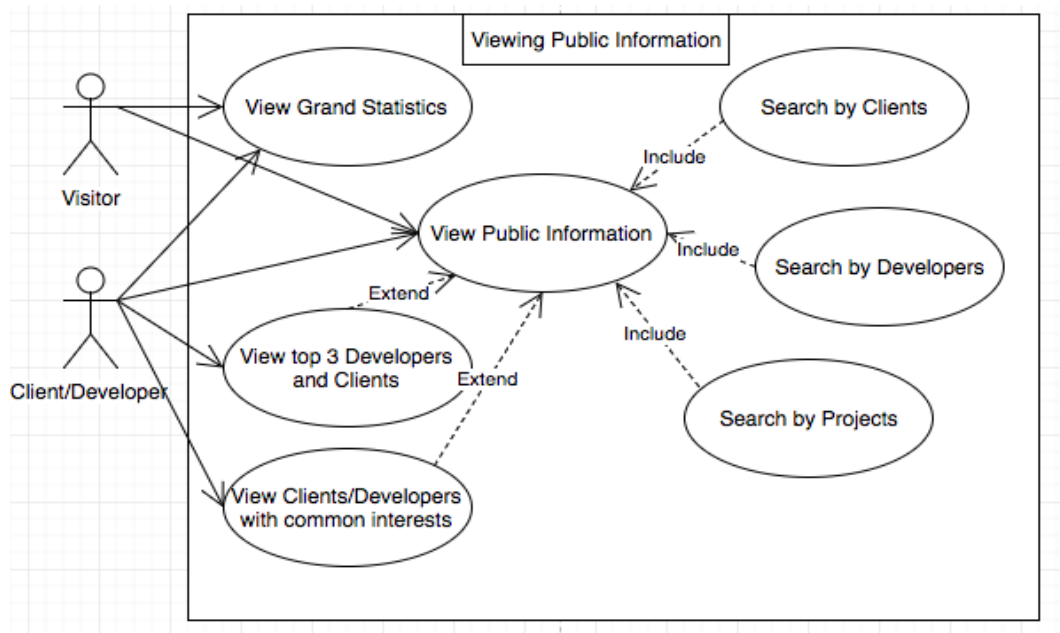 Viewing Public Information
View Grand Statistics
Search by Clients
Include
Visitor
View Public Information
Include
Search by Developers
Extend
Include
View top 3 Developers
and Clients
Extend
Client/Developer
Search by Projects
View Clients/Developers
with common interests